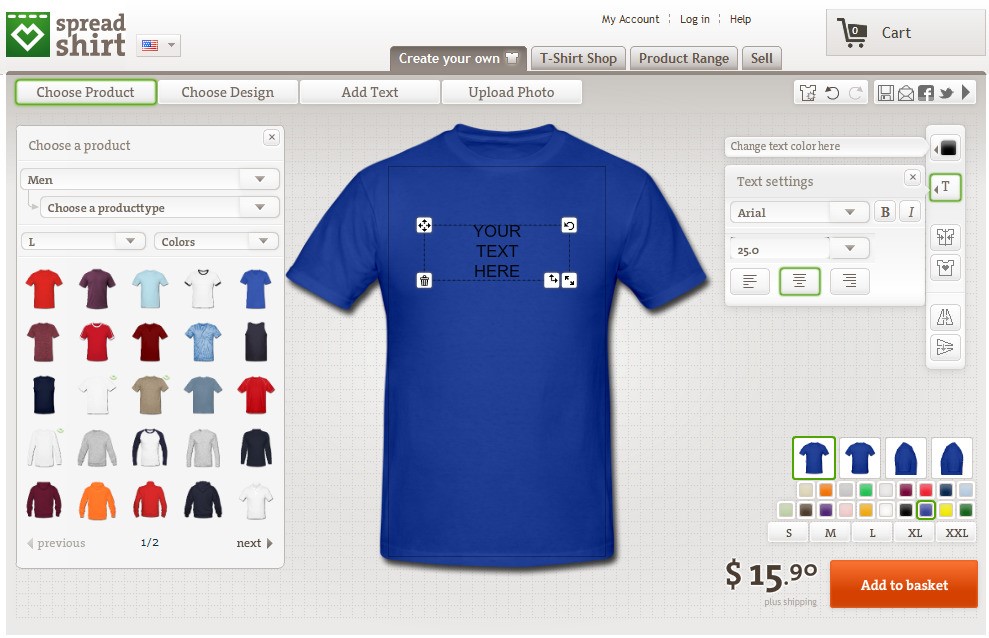 spread
shirt
My Account
Log in
Help
0
Cart
Create your own
T-Shirt Shop
Product Range
Sell
Choose Product
Choose Design
Add Text
Upload Photo
Choose a product
Men
Choose a producttype
L
Colors
previous
1/2
next
YOUR
TEXT
HERE
Change text color here
T
Text settings
Arial
B
I
25.0
S
M
L
XL
XXL
$ 15.90
plus shipping
Add to basket